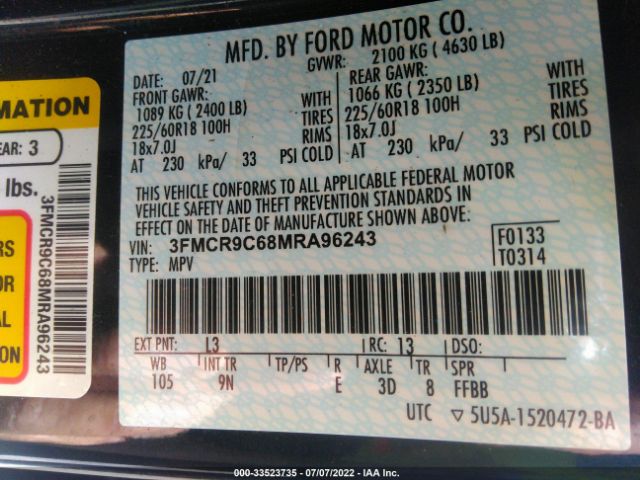 MFD. BY FORD MOTOR CO.
DATE: 07/21 GVWR: 2100 KG ( 4630 LB)
FRONT GAWR: REAR GAWR:
1089 KG ( 2400 LB) WITH 1066 KG ( 2350 LB) WITH
225/60R18 100H TIRES 225/60R18 100H TIRES
18x7.0J RIMS 18x7.0J RIMS
AT 230 kPa/ 33 PSI COLD AT 230 kPa/ 33 PSI COLD
THIS VEHICLE CONFORMS TO ALL APPLICABLE FEDERAL MOTOR
VEHICLE SAFETY AND THEFT PREVENTION STANDARDS IN
EFFECT ON THE DATE OF MANUFACTURE SHOWN ABOVE:
VIN: 3FMCR9C68MRA96243 F0133
TYPE: MPV T0314
EXT PNT: L3 RC: 13 DSO:
WB INT TR TP/PS R AXLE TR SPR
105 9N E 3D 8 FFBB
UTC ▽ 5U5A-1520472-BA
RMATION
EAR: 3
lbs.
3FMCR9C68MRA96243
RS
OR
AL
ION
000-33523735 - 07/07/2022 - IAA Inc.